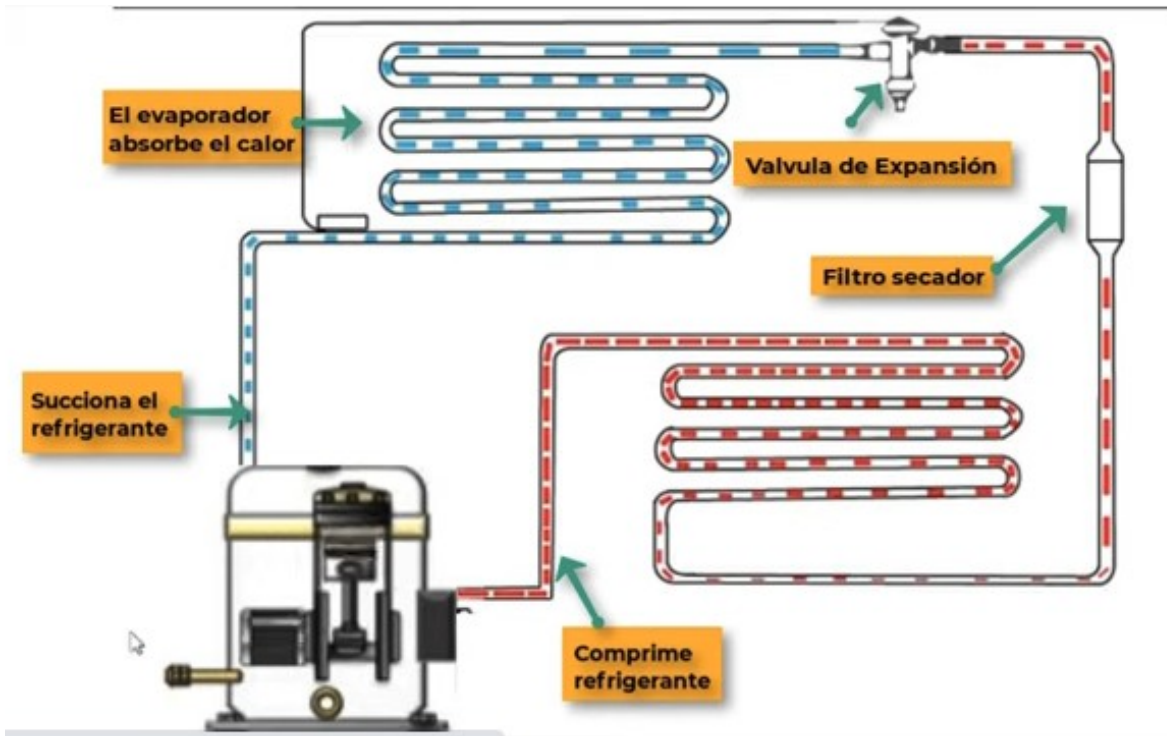 El evaporador
absorbe el calor
Valvula de Expansión
Filtro secador
Succiona el
refrigerante
Comprime
refrigerante